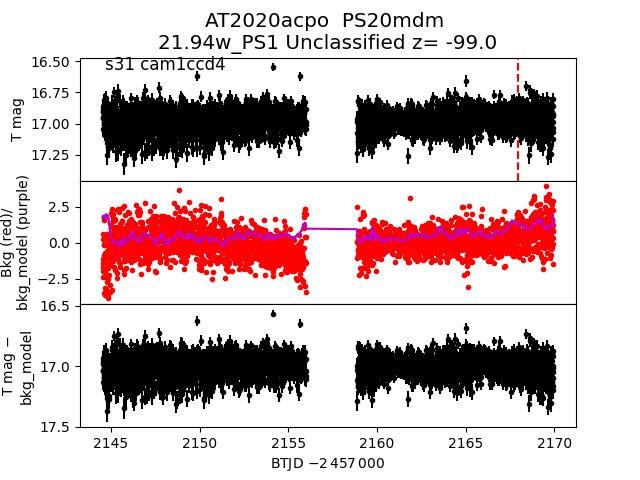 AT2020acpo  PS20mdm
21.94w_PS1 Unclassified z= -99.0
s31 cam1ccd4
T mag
16.50
16.75
17.00
17.25
Bkg (red)/
bkg_model (purple)
2.5
0.0
−2.5
T mag −
bkg_model
16.5
17.0
17.5
2145
2150
2155
2160
2165
2170
BTJD −2 457 000